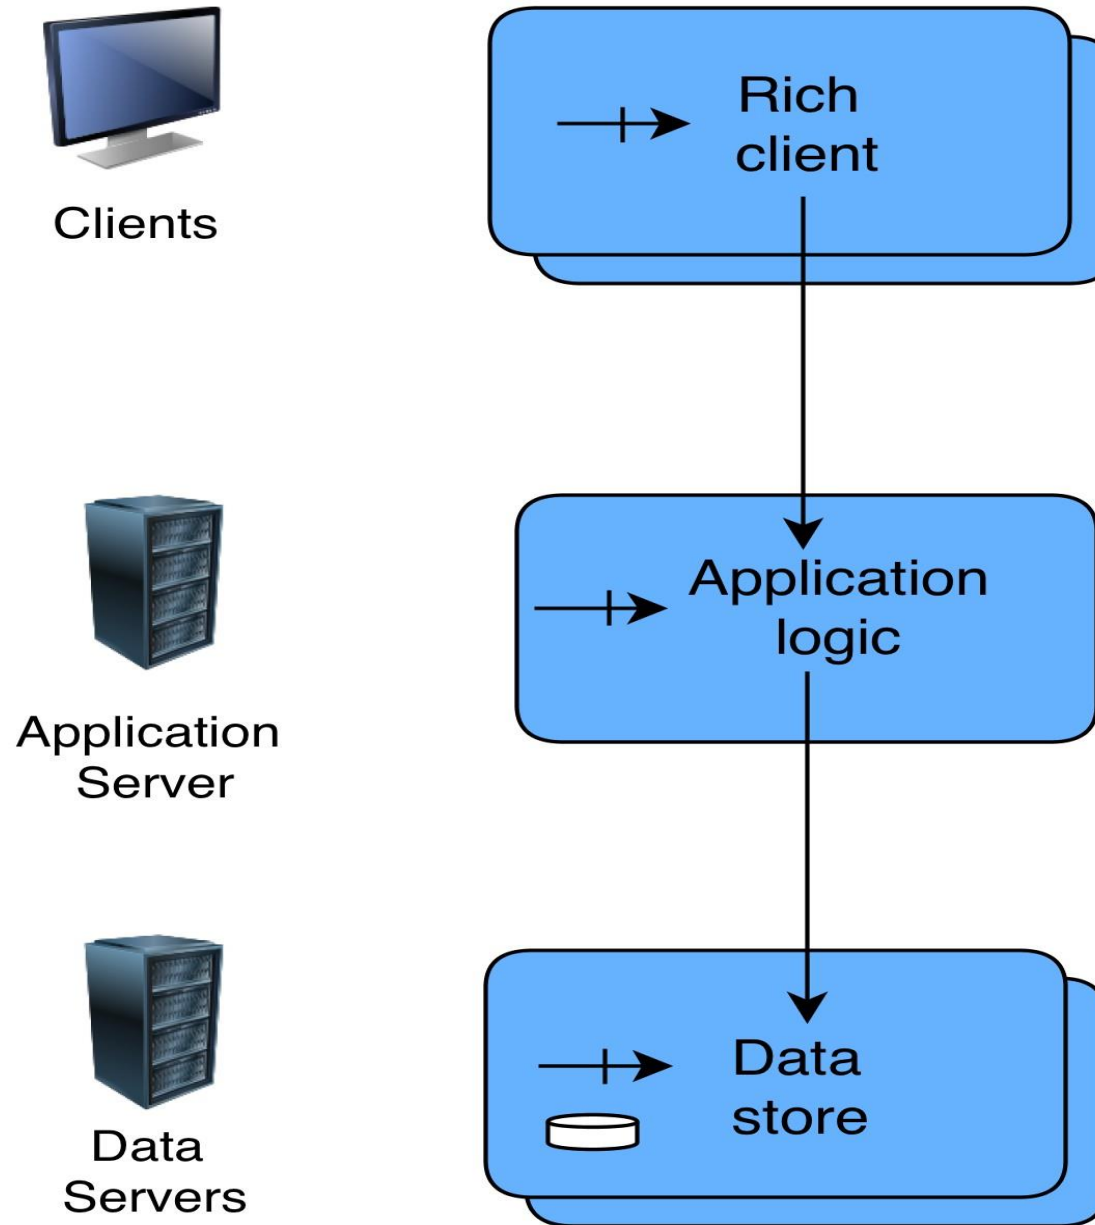 Rich
client
Clients
Application
logic
Application
Server
Data
store
Data
Servers